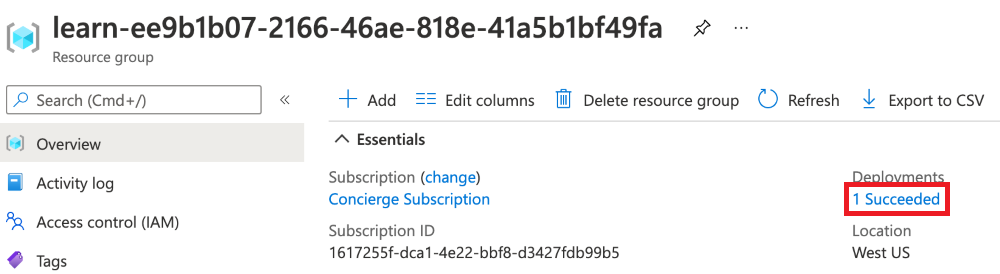 learn-ee9b1b07-2166-46ae-818e-41a5b1bf49fa
Resource group
Search (Cmd+/)
Add Edit columns Delete resource group Refresh Export to CSV
Overview
Activity log
Access control (IAM)
Tags
Essentials
Subscription (change)
Concierge Subscription
Subscription ID
1617255f-dca1-4e22-bbf8-d3427fdb99b5
Deployments
1 Succeeded
Location
West US